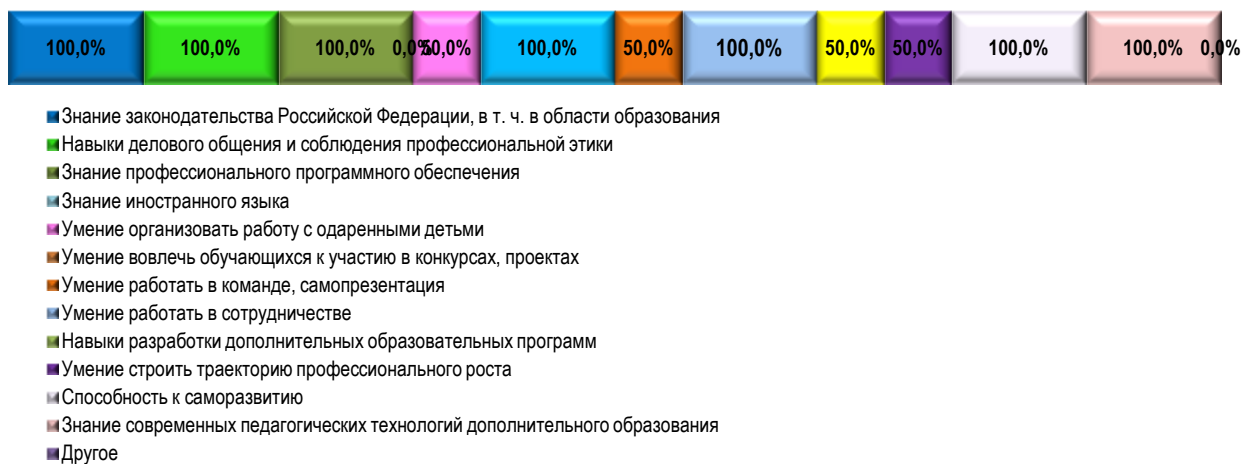 100,0% 100,0% 100,0% 0,0% 50,0% 100,0% 50,0% 100,0% 50,0% 50,0% 100,0% 100,0% 0,0%
Знание законодательства Российской Федерации, в т. ч. в области образования
Навыки делового общения и соблюдения профессиональной этики
Знание профессионального программного обеспечения
Знание иностранного языка
Умение организовать работу с одаренными детьми
Умение вовлечь обучающихся к участию в конкурсах, проектах
Умение работать в команде, самопрезентация
Умение работать в сотрудничестве
Навыки разработки дополнительных образовательных программ
Умение строить траекторию профессионального роста
Способность к саморазвитию
Знание современных педагогических технологий дополнительного образования
Другое